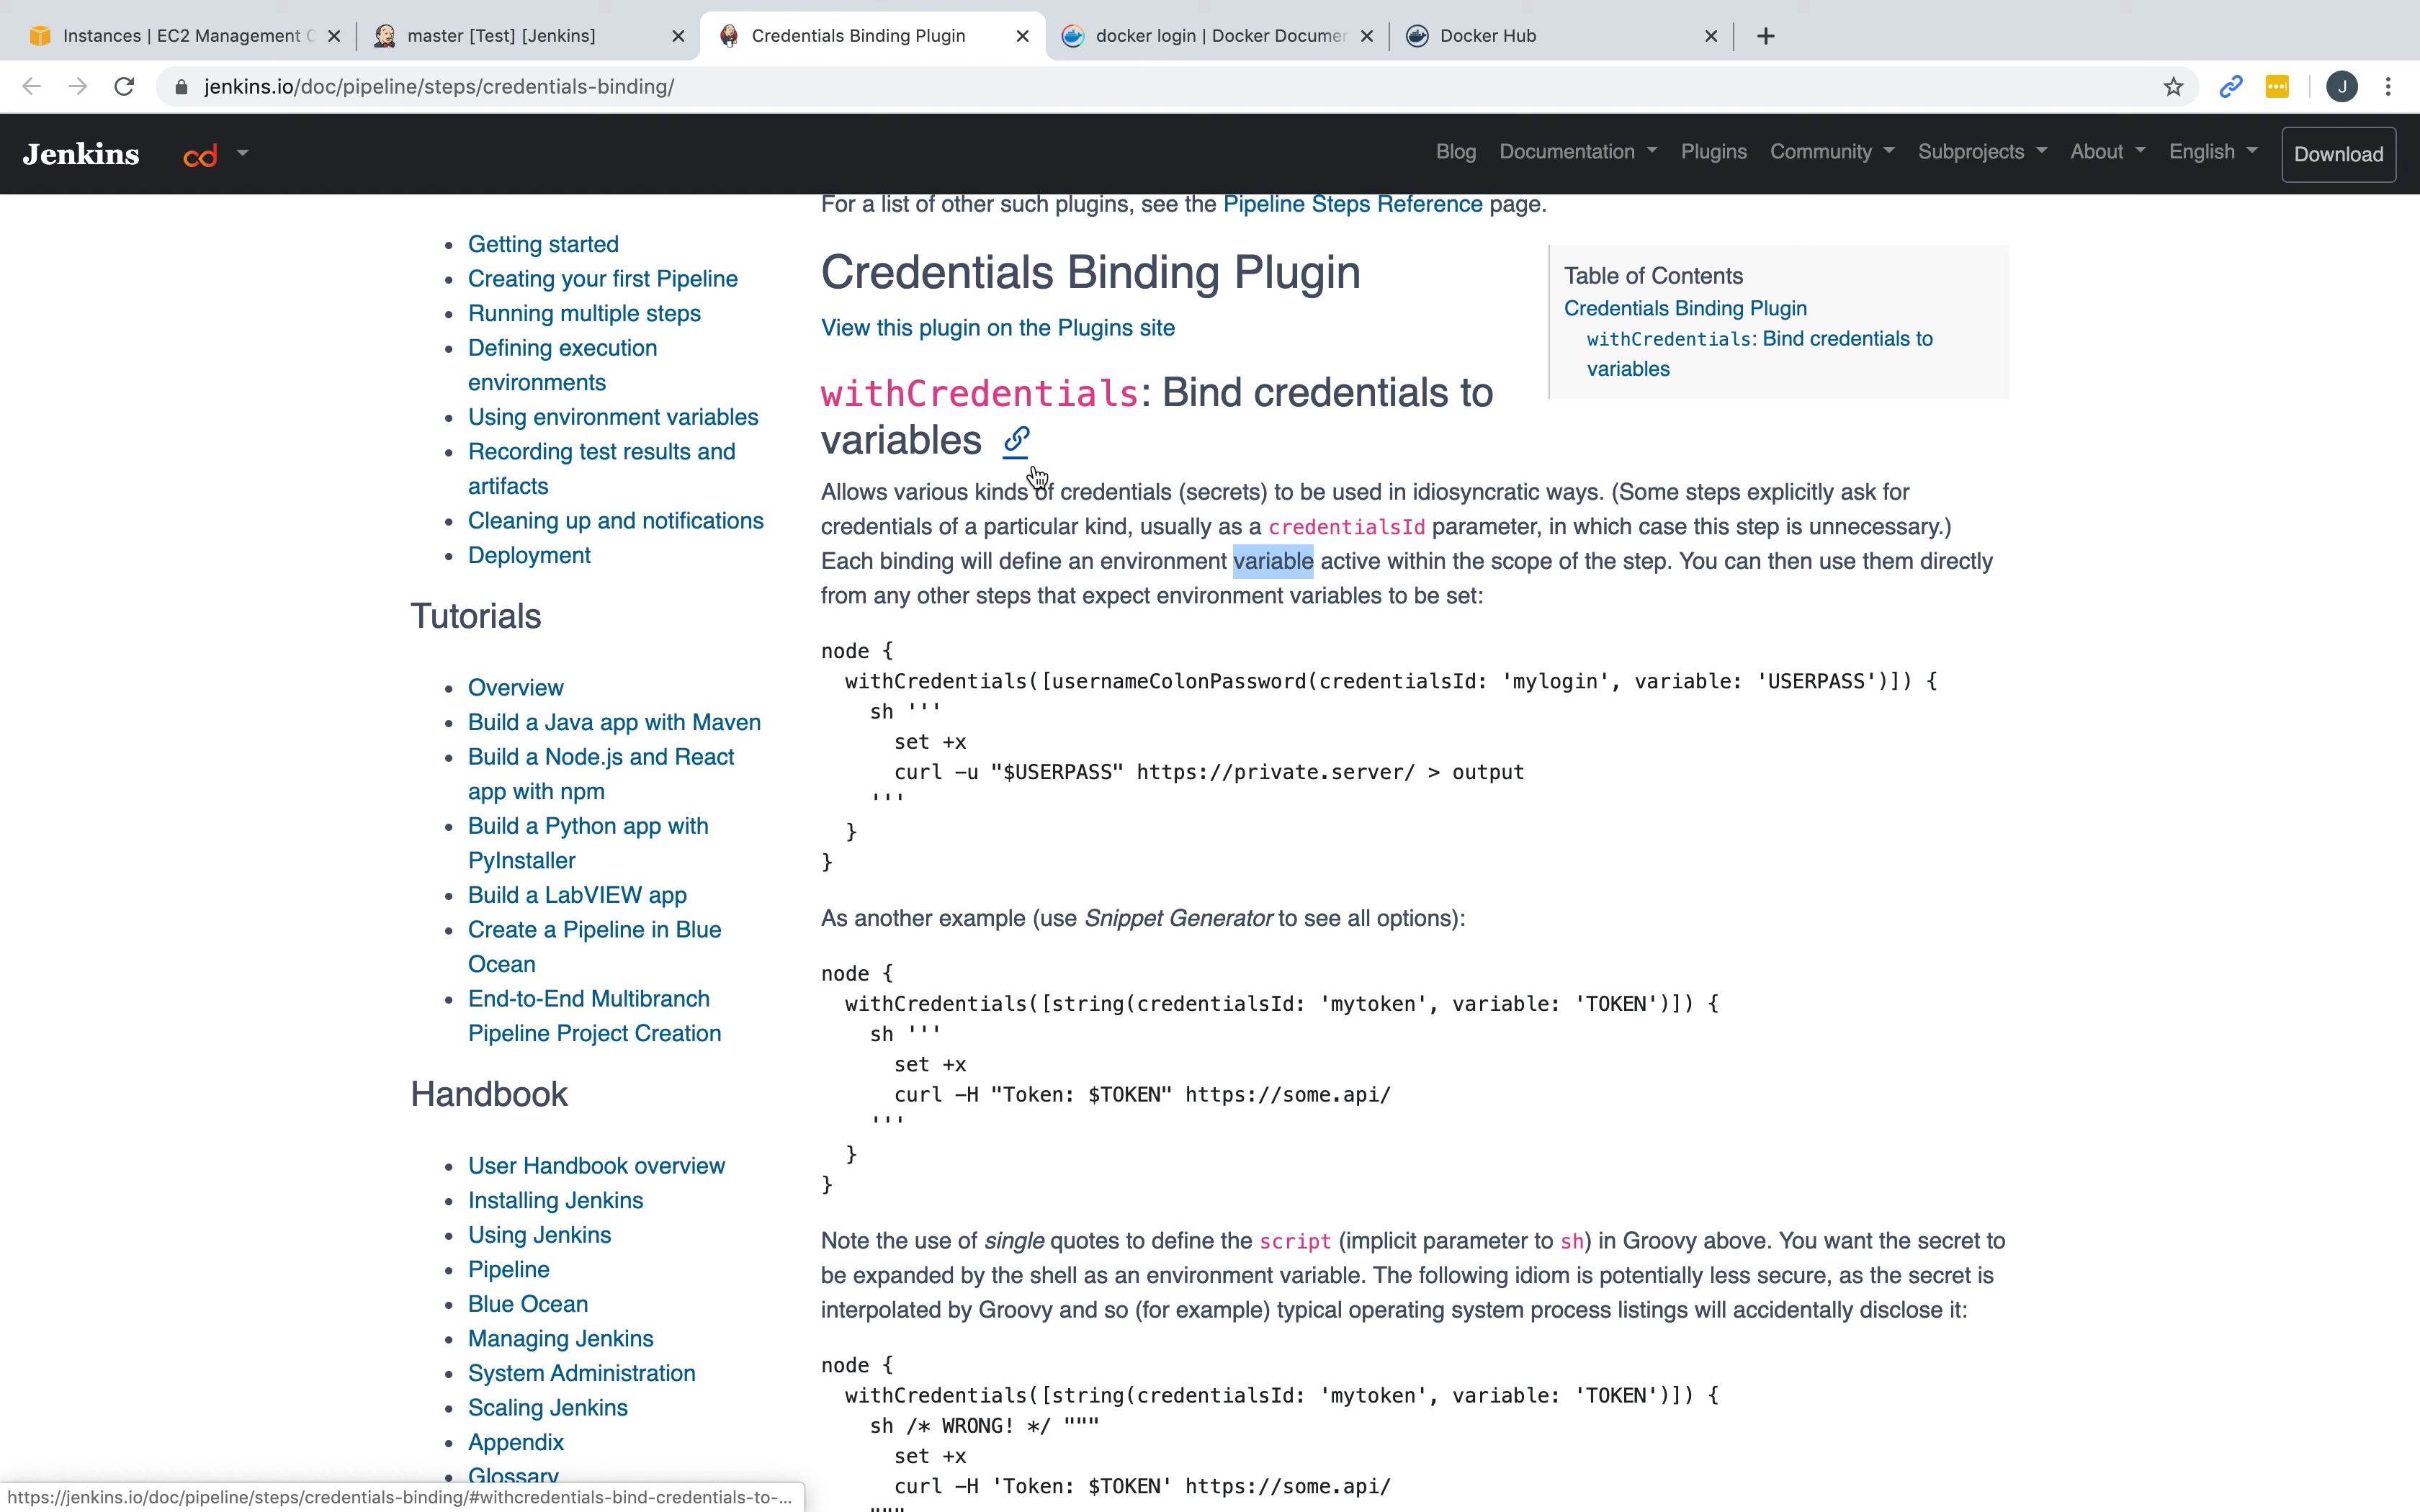 Instances | EC2 Management C
master [Test] [Jenkins]
Credentials Binding Plugin
docker login | Docker Documen
Docker Hub
jenkins.io/doc/pipeline/steps/credentials-binding/
J
Jenkins
cd
Blog
Documentation
Plugins
Community
Subprojects
About
English
Download
Getting started
Creating your first Pipeline
Running multiple steps
Defining execution
environments
Using environment variables
Recording test results and
artifacts
Cleaning up and notifications
Deployment
Tutorials
Overview
Build a Java app with Maven
Build a Node.js and React
app with npm
Build a Python app with
PyInstaller
Build a LabVIEW app
Create a Pipeline in Blue
Ocean
End-to-End Multibranch
Pipeline Project Creation
Handbook
User Handbook overview
Installing Jenkins
Using Jenkins
Pipeline
Blue Ocean
Managing Jenkins
System Administration
Scaling Jenkins
Appendix
Glossary
For a list of other such plugins, see the Pipeline Steps Reference page.
Credentials Binding Plugin
View this plugin on the Plugins site
withCredentials: Bind credentials to
variables
Allows various kinds of credentials (secrets) to be used in idiosyncratic ways. (Some steps explicitly ask for
credentials of a particular kind, usually as a credentialsId parameter, in which case this step is unnecessary.)
Each binding will define an environment variable active within the scope of the step. You can then use them directly
from any other steps that expect environment variables to be set:
node {
withCredentials([usernameColonPassword(credentialsId: 'mylogin', variable: 'USERPASS')]) {
sh '''
set +x
curl -u "$USERPASS" https://private.server/ > output
'''
}
}
As another example (use Snippet Generator to see all options):
node {
withCredentials([string(credentialsId: 'mytoken', variable: 'TOKEN')]) {
sh '''
set +x
curl -H "Token: $TOKEN" https://some.api/
'''
}
}
Note the use of single quotes to define the script (implicit parameter to sh) in Groovy above. You want the secret to
be expanded by the shell as an environment variable. The following idiom is potentially less secure, as the secret is
interpolated by Groovy and so (for example) typical operating system process listings will accidentally disclose it:
node {
withCredentials([string(credentialsId: 'mytoken', variable: 'TOKEN')]) {
sh /* WRONG! */ """
set +x
curl -H 'Token: $TOKEN' https://some.api/
"""
Table of Contents
Credentials Binding Plugin
withCredentials: Bind credentials to
variables
https://jenkins.io/doc/pipeline/steps/credentials-binding/#withcredentials-bind-credentials-to-...